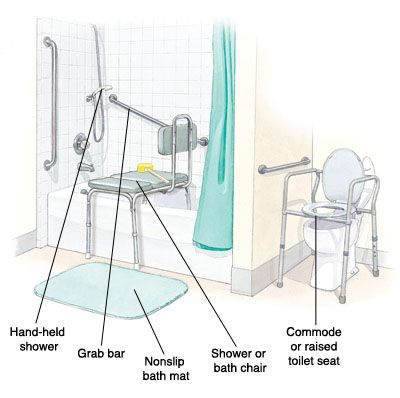 Hand-held
shower
Grab bar
Nonslip
bath mat
Shower or
bath chair
Commode
or raised
toilet seat